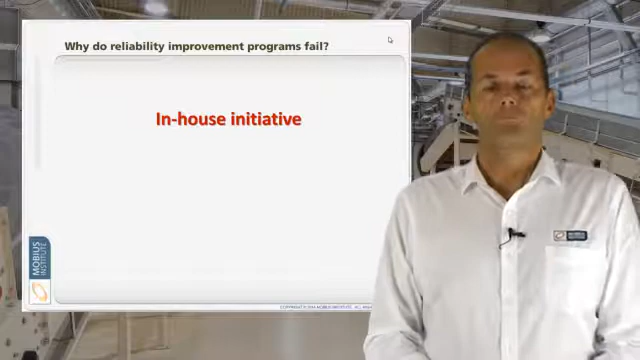 Why do reliability improvement programs fail?
In-house initiative
MOBIUS
INSTITUTE